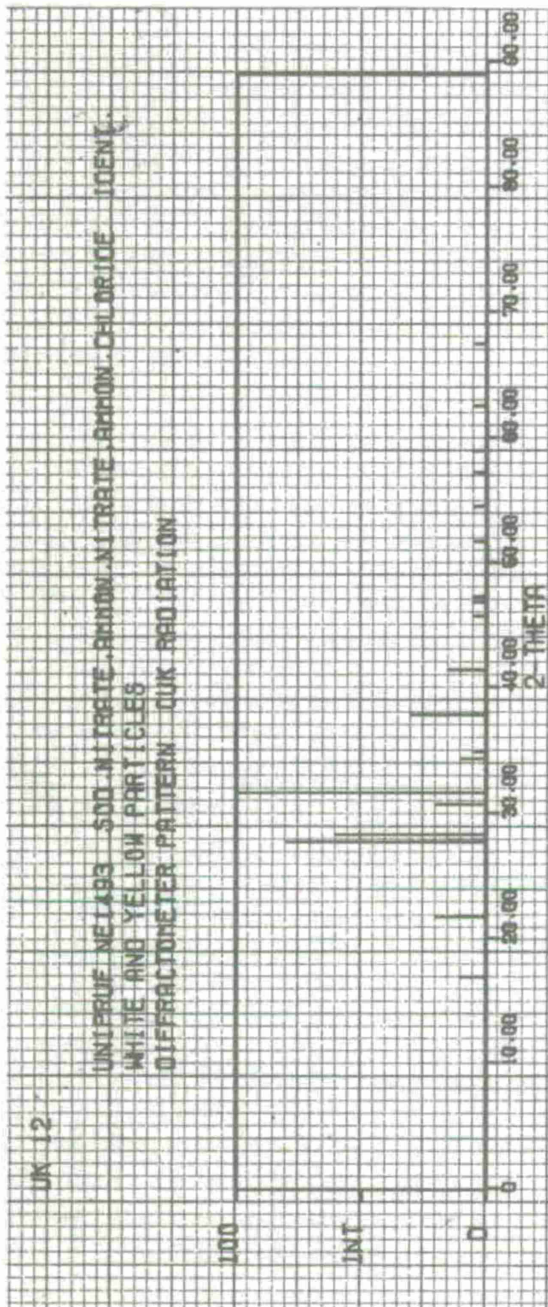 UK 12
UNIPRUF NE1493 SOD.NITRATE,AMMON.NITRATE,AMMON.CHLORIDE IDENT.
WHITE AND YELLOW PARTICLES
DIFFRACTOMETER PATTERN CUK RADIATION
100
INT
0
0 10.00 20.00 30.00 40.00 50.00 60.00 70.00 80.00 90.00
2-THETA